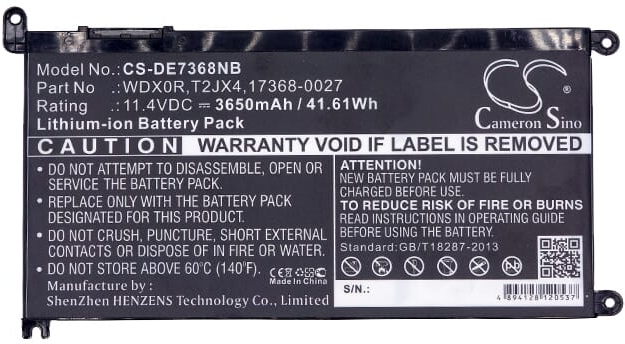 Model No.: CS-DE7368NB
Part No : WDX0R,T2JX4,17368-0027
Rating : 11.4VDC ⎓ 3650mAh / 41.61Wh
Lithium-ion Battery Pack
CS
Cameron Sino
CAUTION WARRANTY VOID IF LABEL IS REMOVED
• DO NOT ATTEMPT TO DISASSEMBLE, OPEN OR
SERVICE THE BATTERY PACK.
• REPLACE ONLY WITH THE BATTERY PACK
DESIGNATED FOR THIS PRODUCT.
• DO NOT CRUSH, PUNCTURE, SHORT EXTERNAL
CONTACTS OR DISPOSE OF IN FIRE OR WATER.
• DO NOT STORE ABOVE 60°C (140°F).
Manufacture by :
ShenZhen HENZENS Technology Co., Limited
CE
Made In China
ATTENTION!
NEW BATTERY PACK MUST BE FULLY
CHARGED BEFORE USE.
TO REDUCE RISK OF FIRE OR BURNS
READ INSTRUCTIONS GUIDE BEFORE USING
THE BATTERY.
Standard:GB/T18287-2013
S/N.:
4894128120537